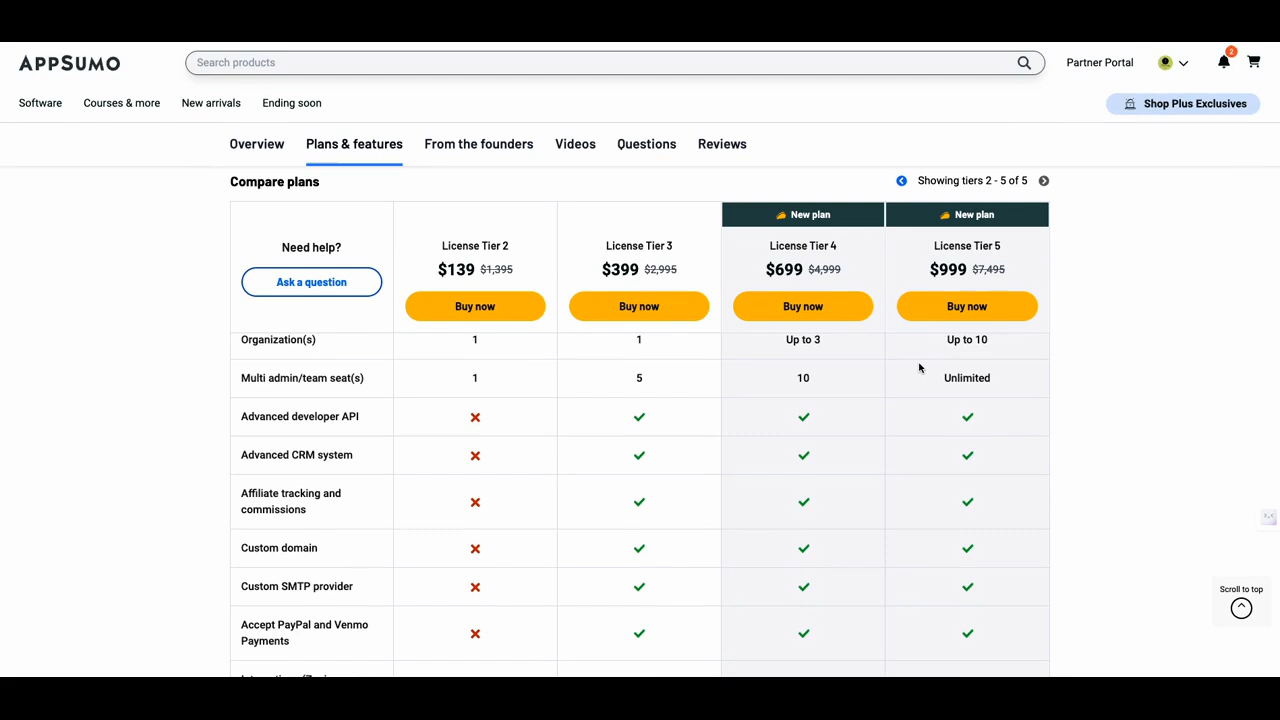 APPSUMO
Search products
Partner Portal
2
Software
Courses & more
New arrivals
Ending soon
Shop Plus Exclusives
Overview
Plans & features
From the founders
Videos
Questions
Reviews
Compare plans
Showing tiers 2 - 5 of 5
Need help?
Ask a question
License Tier 2
$139 $1,395
Buy now
License Tier 3
$399 $2,995
Buy now
New plan
License Tier 4
$699 $4,999
Buy now
New plan
License Tier 5
$999 $7,495
Buy now
Organization(s) 1 1 Up to 3 Up to 10
Multi admin/team seat(s) 1 5 10 Unlimited
Advanced developer API
Advanced CRM system
Affiliate tracking and
commissions
Custom domain
Custom SMTP provider
Accept PayPal and Venmo
Payments
Scroll to top